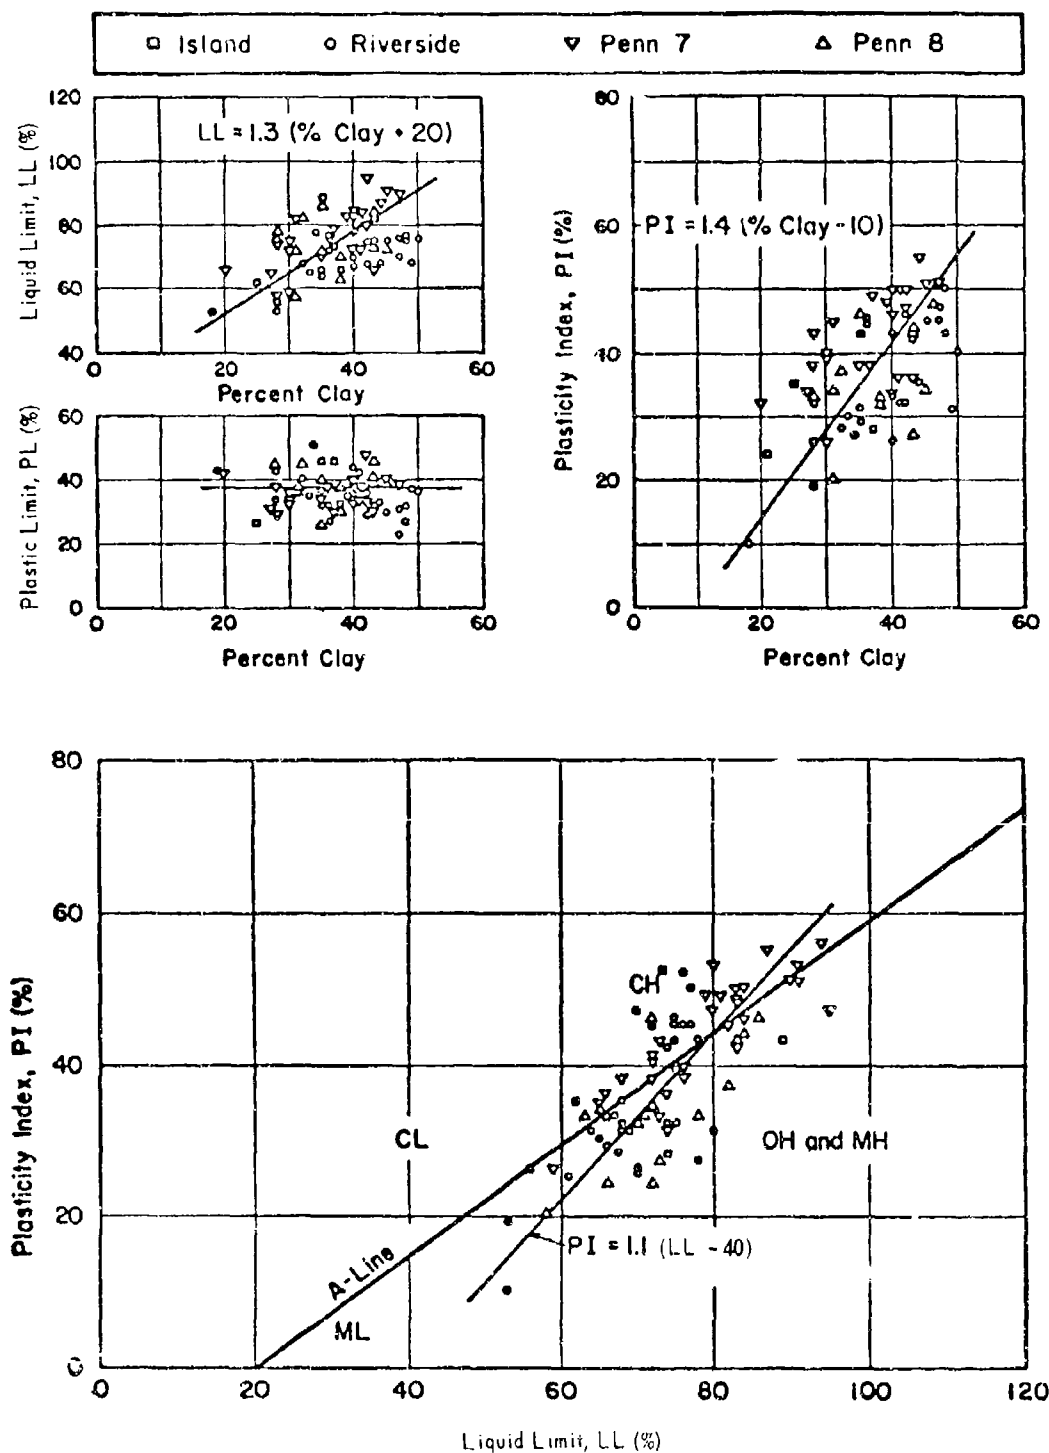 Island Riverside Penn 7 Penn 8
120
100
80
60
40
Liquid Limit, LL (%)
LL = 1.3 (% Clay + 20)
0 20 40 60
Percent Clay
60
40
20
0
Plastic Limit, PL (%)
0 20 40 60
Percent Clay
80
60
40
20
0
Plasticity Index, PI (%)
PI = 1.4 (% Clay - 10)
0 20 40 60
Percent Clay
80
60
40
20
0
Plasticity Index, PI (%)
CH
CL
OH and MH
PI = 1.1 (LL - 40)
A-Line
ML
0 20 40 60 80 100 120
Liquid Limit, LL (%)